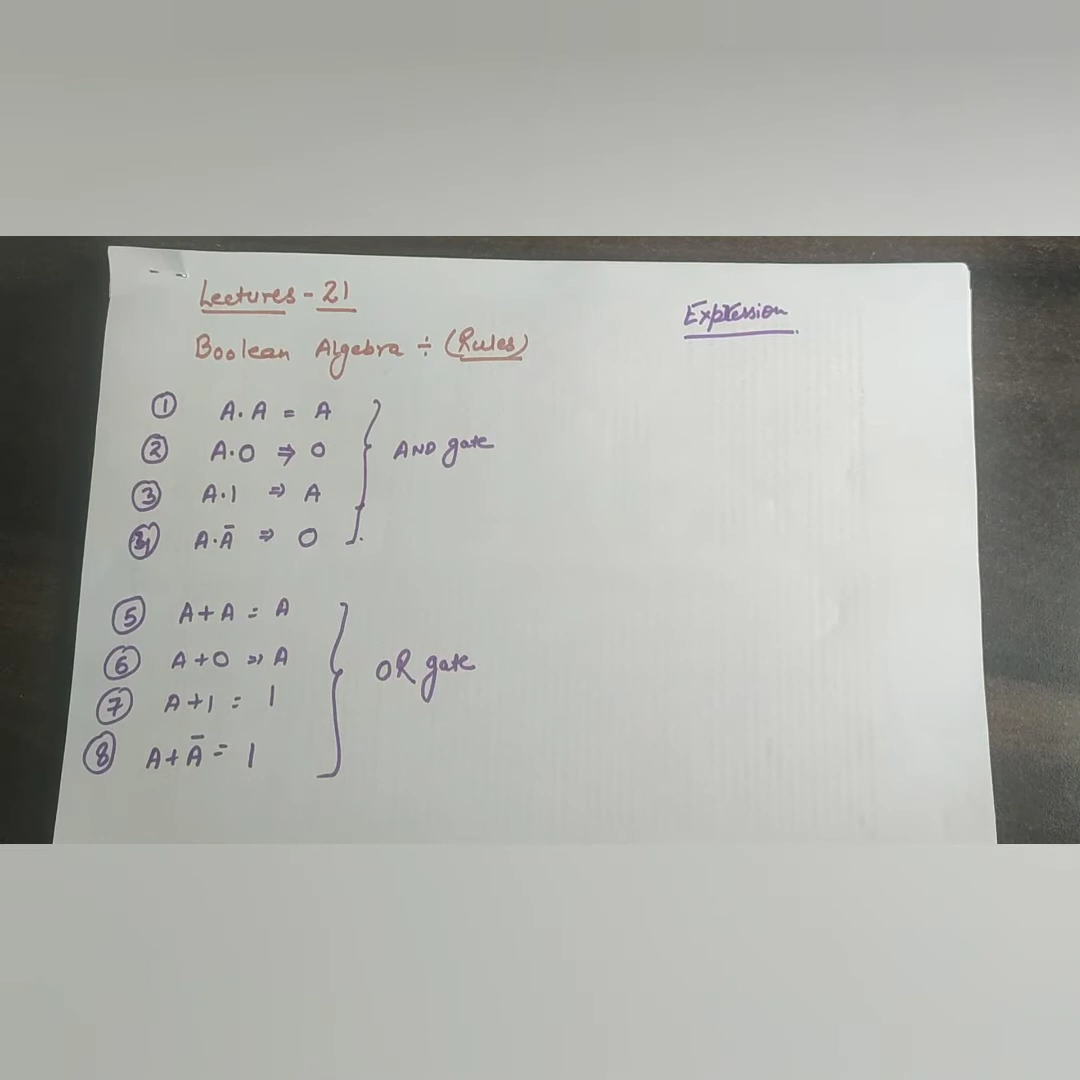 Lectures - 21
Expression
Boolean Algebra ÷ (Rules)
① A . A = A
② A . 0 ⇒ 0
③ A . 1 ⇒ A
④ A . Ā ⇒ 0
AND gate
⑤ A + A = A
⑥ A + 0 ⇒ A
⑦ A + 1 = 1
⑧ A + Ā = 1
OR gate